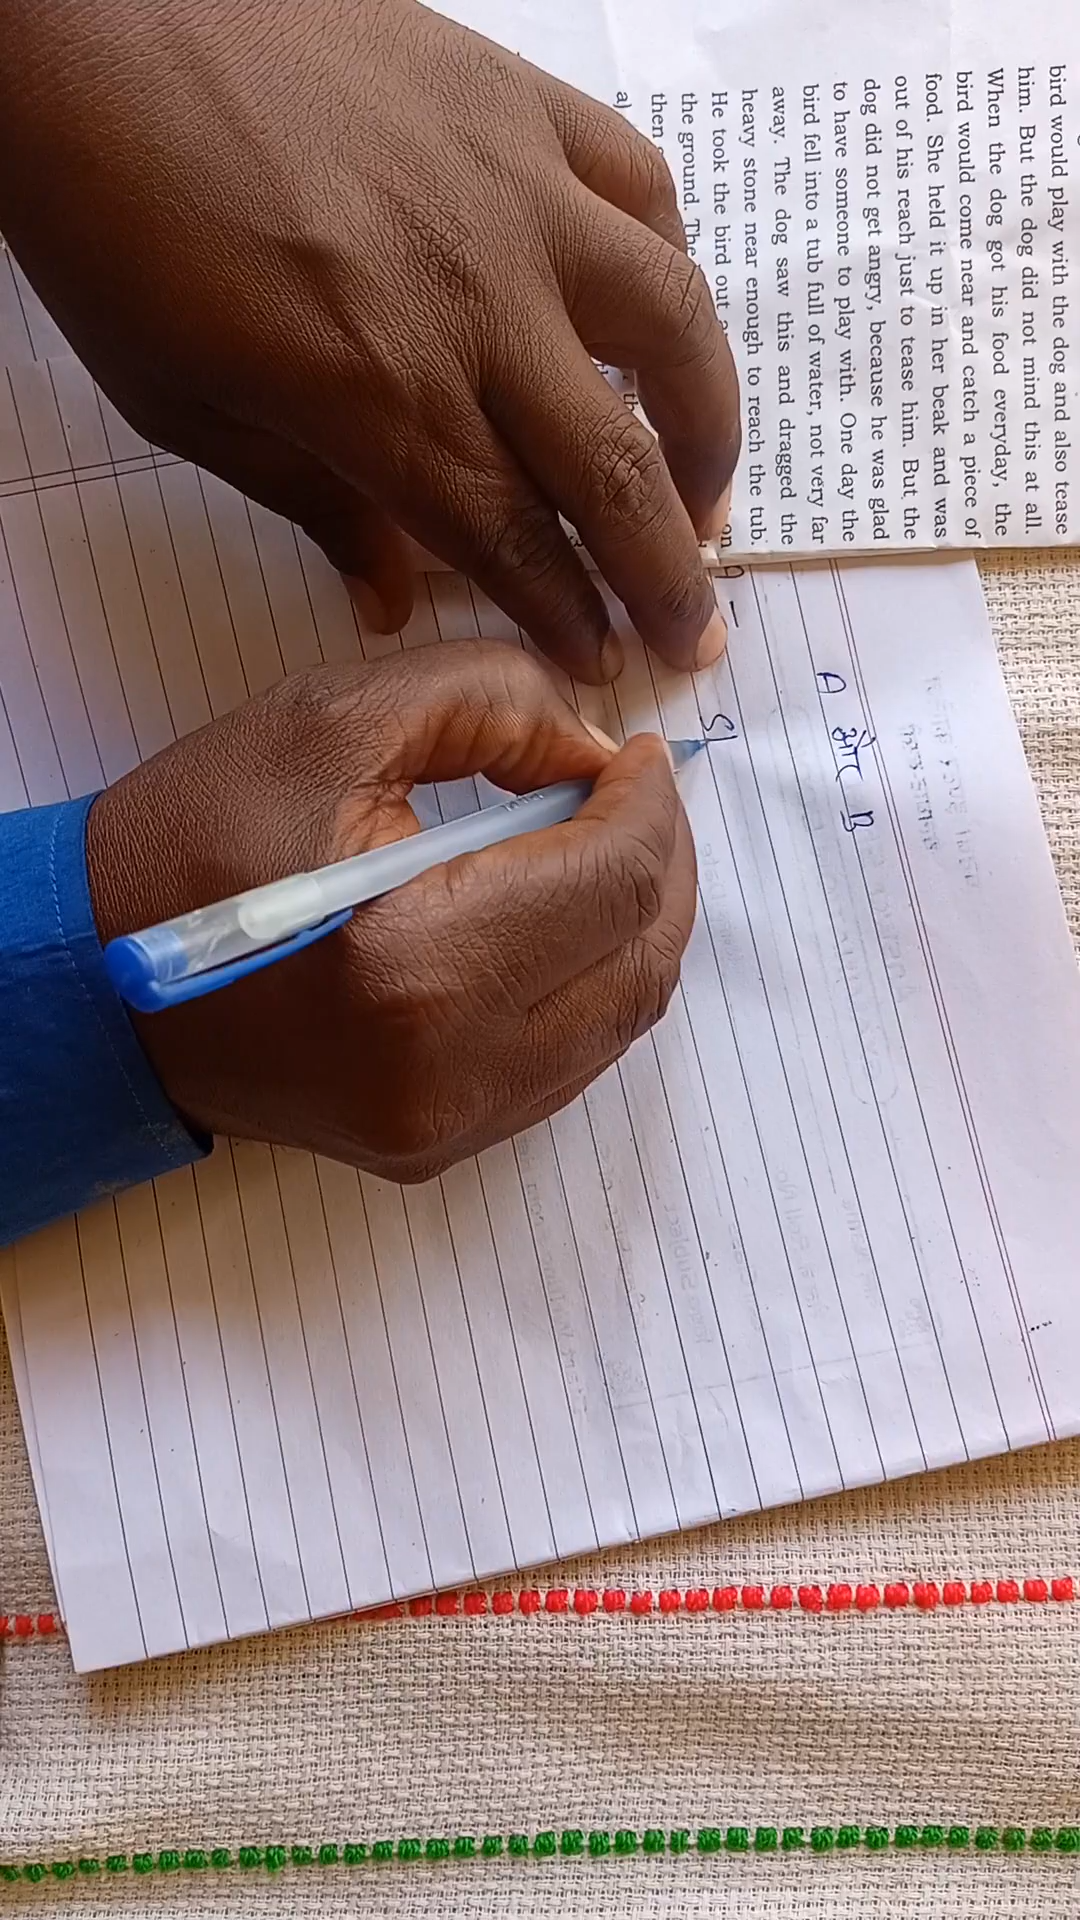 bird would play with the dog and also tease
him. But the dog did not mind this at all.
When the dog got his food everyday, the
bird would come near and catch a piece of
food. She held it up in her beak and was
out of his reach just to tease him. But, the
dog did not get angry, because he was glad
to have someone to play with. One day the
bird fell into a tub full of water, not very far
away. The dog saw this and dragged the
heavy stone near enough to reach the tub.
He took the bird out on
the ground. The
then
a)
A और B
A -